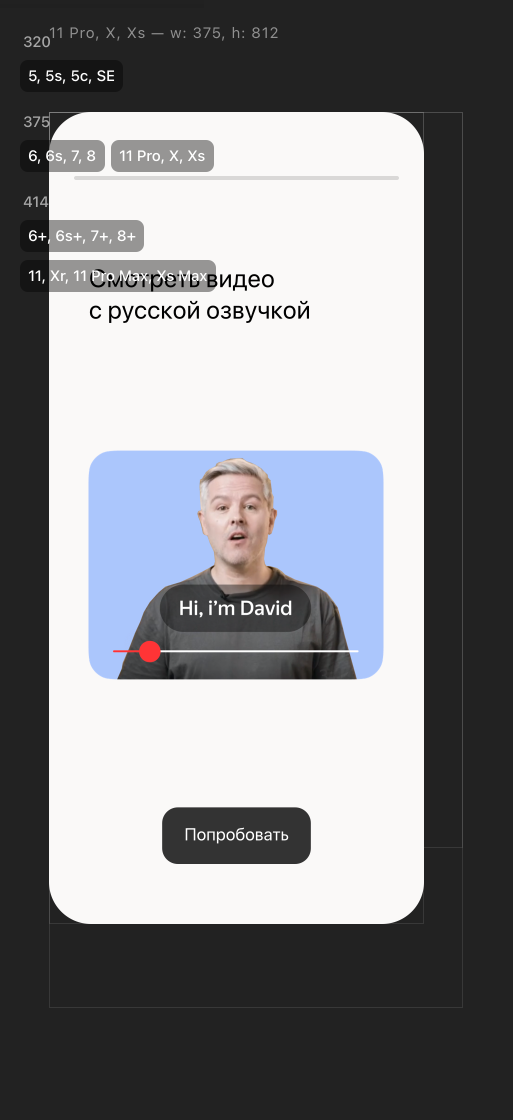 11 Pro, X, Xs — w: 375, h: 812
320
5, 5s, 5c, SE
375
6, 6s, 7, 8
11 Pro, X, Xs
414
6+, 6s+, 7+, 8+
11, Xr, 11 Pro Max, Xs Max
Смотреть видео
с русской озвучкой
Hi, i’m David
Попробовать